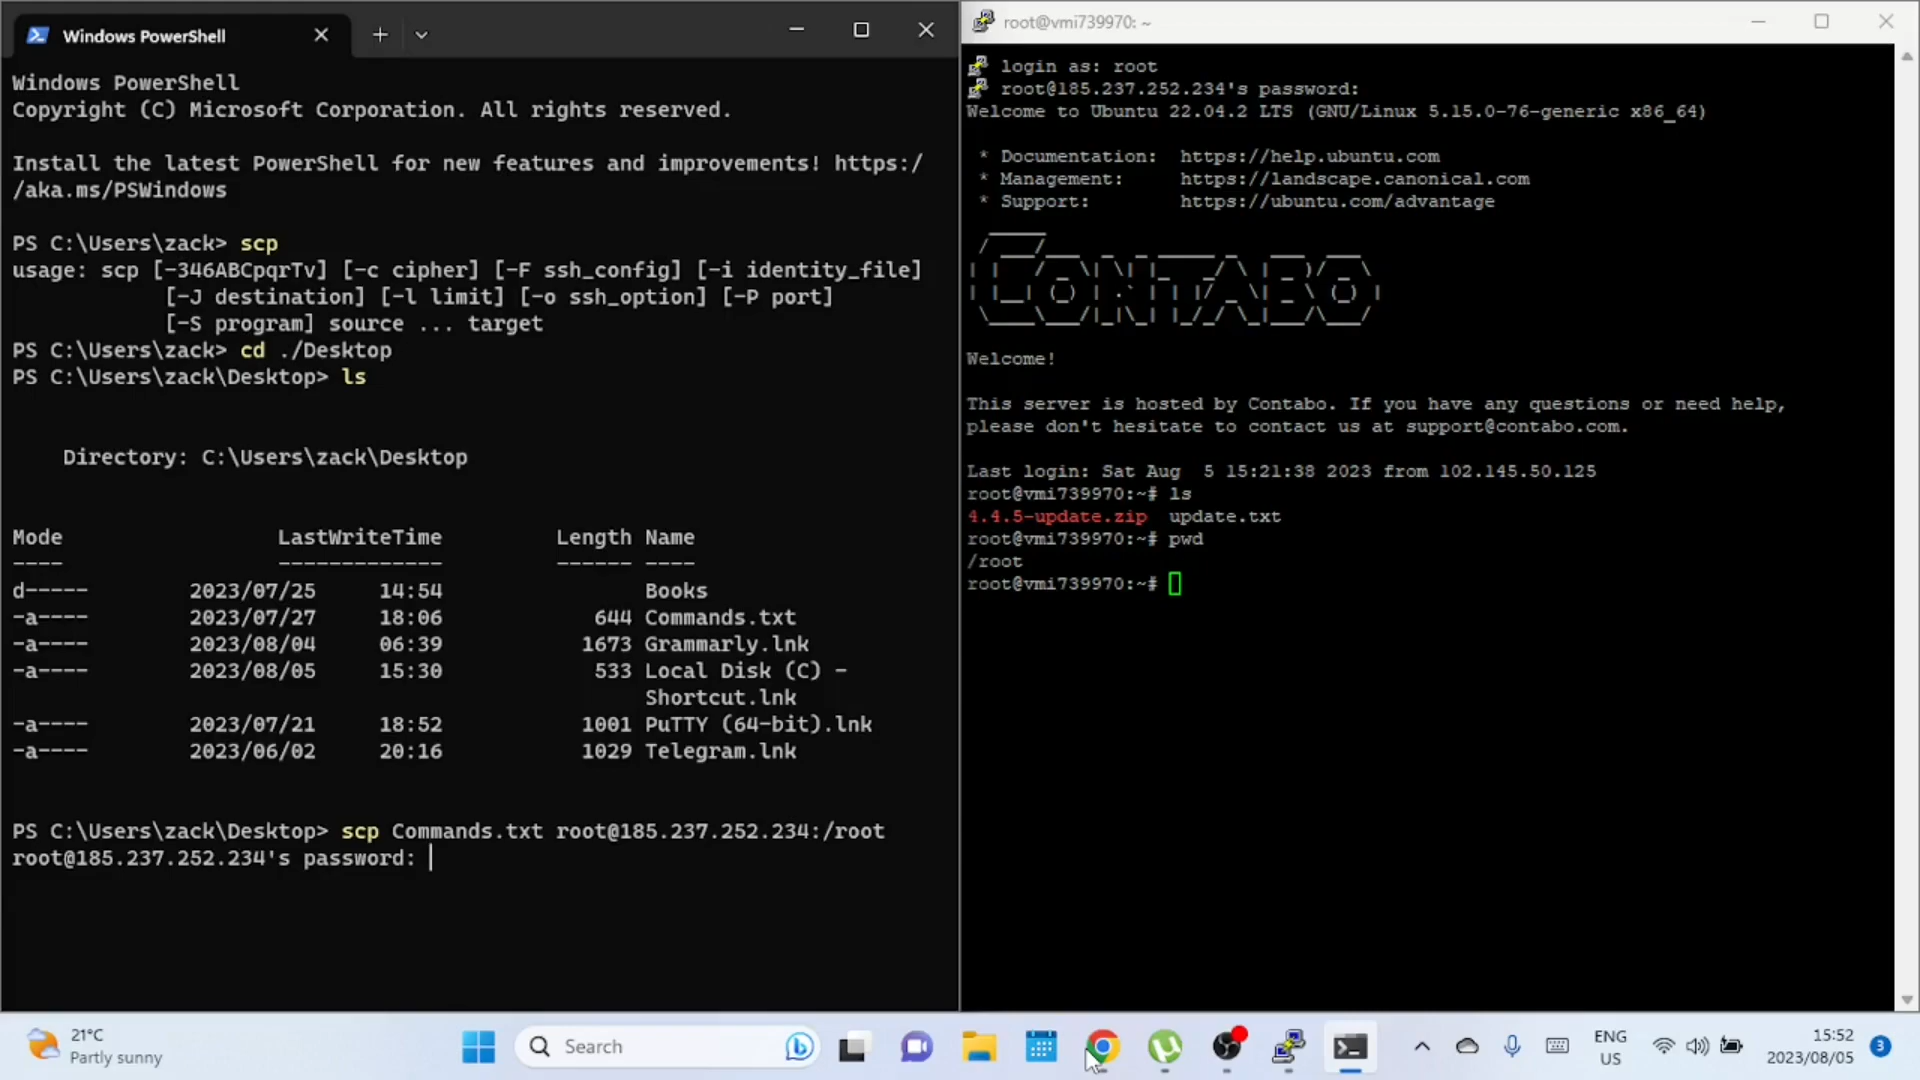 Windows PowerShell
Windows PowerShell
Copyright (C) Microsoft Corporation. All rights reserved.
Install the latest PowerShell for new features and improvements! https:/
/aka.ms/PSWindows
PS C:\Users\zack> scp
usage: scp [-346ABCpqrTv] [-c cipher] [-F ssh_config] [-i identity_file]
[-J destination] [-l limit] [-o ssh_option] [-P port]
[-S program] source ... target
PS C:\Users\zack> cd ./Desktop
PS C:\Users\zack\Desktop> ls
Directory: C:\Users\zack\Desktop
Mode LastWriteTime Length Name
---- ------------- ------ ----
d----- 2023/07/25 14:54 Books
-a---- 2023/07/27 18:06 644 Commands.txt
-a---- 2023/08/04 06:39 1673 Grammarly.lnk
-a---- 2023/08/05 15:30 533 Local Disk (C) -
Shortcut.lnk
-a---- 2023/07/21 18:52 1001 PuTTY (64-bit).lnk
-a---- 2023/06/02 20:16 1029 Telegram.lnk
PS C:\Users\zack\Desktop> scp Commands.txt root@185.237.252.234:/root
root@185.237.252.234's password:
root@vmi739970: ~
login as: root
root@185.237.252.234's password:
Welcome to Ubuntu 22.04.2 LTS (GNU/Linux 5.15.0-76-generic x86_64)
* Documentation: https://help.ubuntu.com
* Management: https://landscape.canonical.com
* Support: https://ubuntu.com/advantage
CONTABO
Welcome!
This server is hosted by Contabo. If you have any questions or need help,
please don't hesitate to contact us at support@contabo.com.
Last login: Sat Aug  5 15:21:38 2023 from 102.145.50.125
root@vmi739970:~# ls
4.4.5-update.zip update.txt
root@vmi739970:~# pwd
/root
root@vmi739970:~#
21°C
Partly sunny
Search
ENG
US
15:52
2023/08/05
3